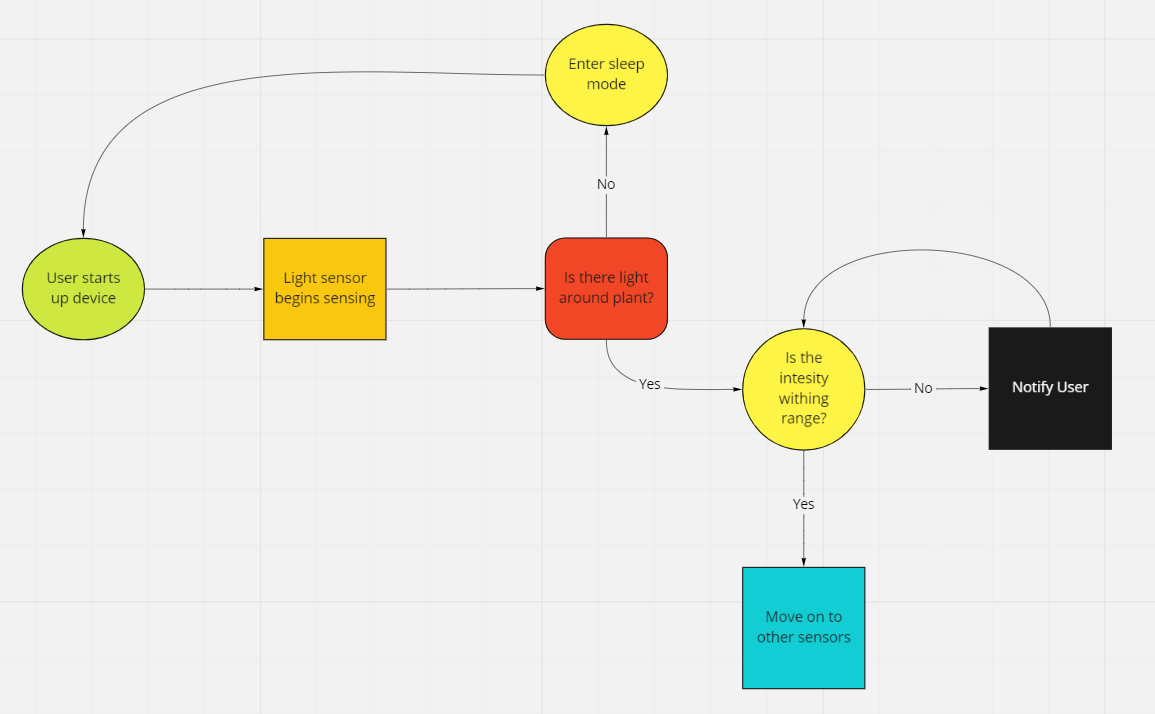 Enter sleep
mode
No
User starts
up device
Light sensor
begins sensing
Is there light
around plant?
Yes
Is the
intesity
withing
range?
No
Notify User
Yes
Move on to
other sensors